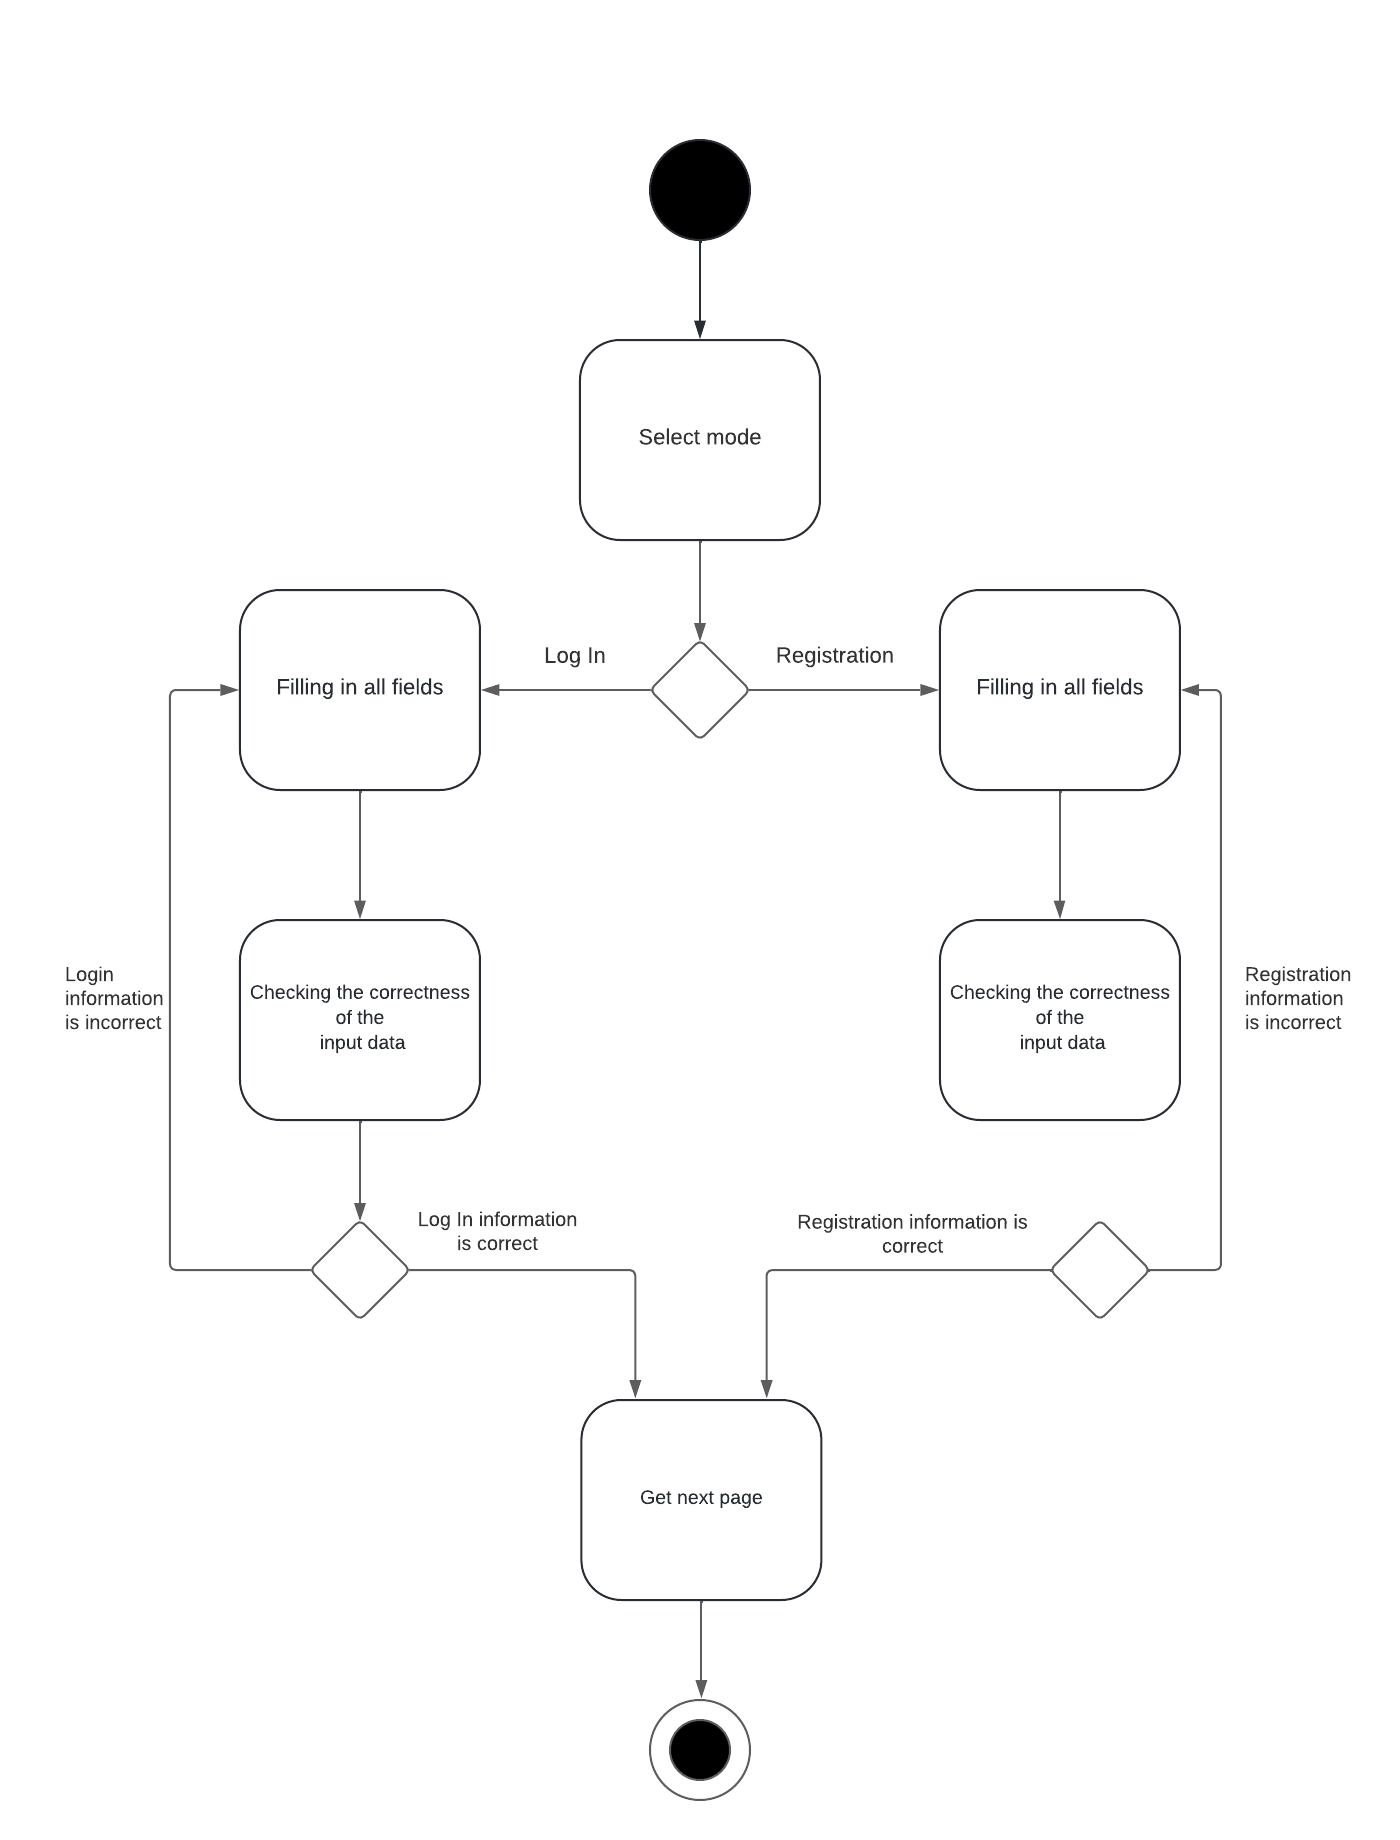 Select mode
Log In
Registration
Filling in all fields
Filling in all fields
Login
information
is incorrect
Checking the correctness
of the
input data
Checking the correctness
of the
input data
Registration
information
is incorrect
Log In information
is correct
Registration information is
correct
Get next page